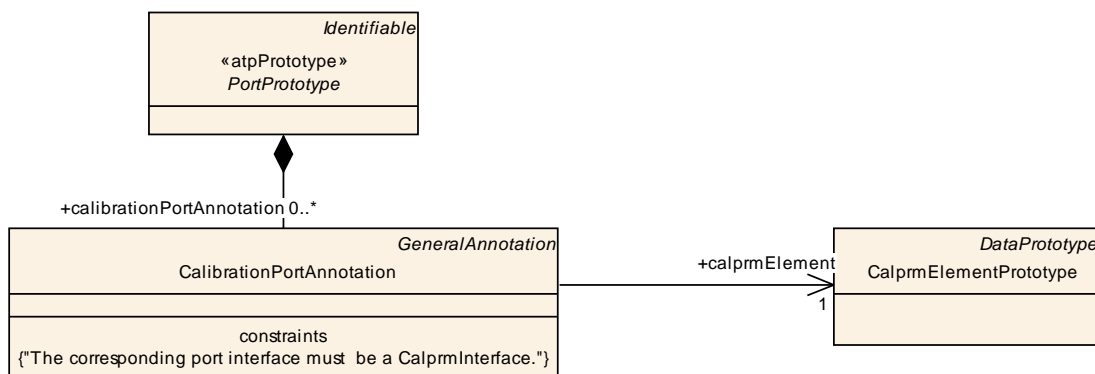 Identifiable
«atpPrototype»
PortPrototype
+calibrationPortAnnotation 0..*
GeneralAnnotation
CalibrationPortAnnotation
constraints
{"The corresponding port interface must be a CalprmInterface."}
+calprmElement
1
DataPrototype
CalprmElementPrototype